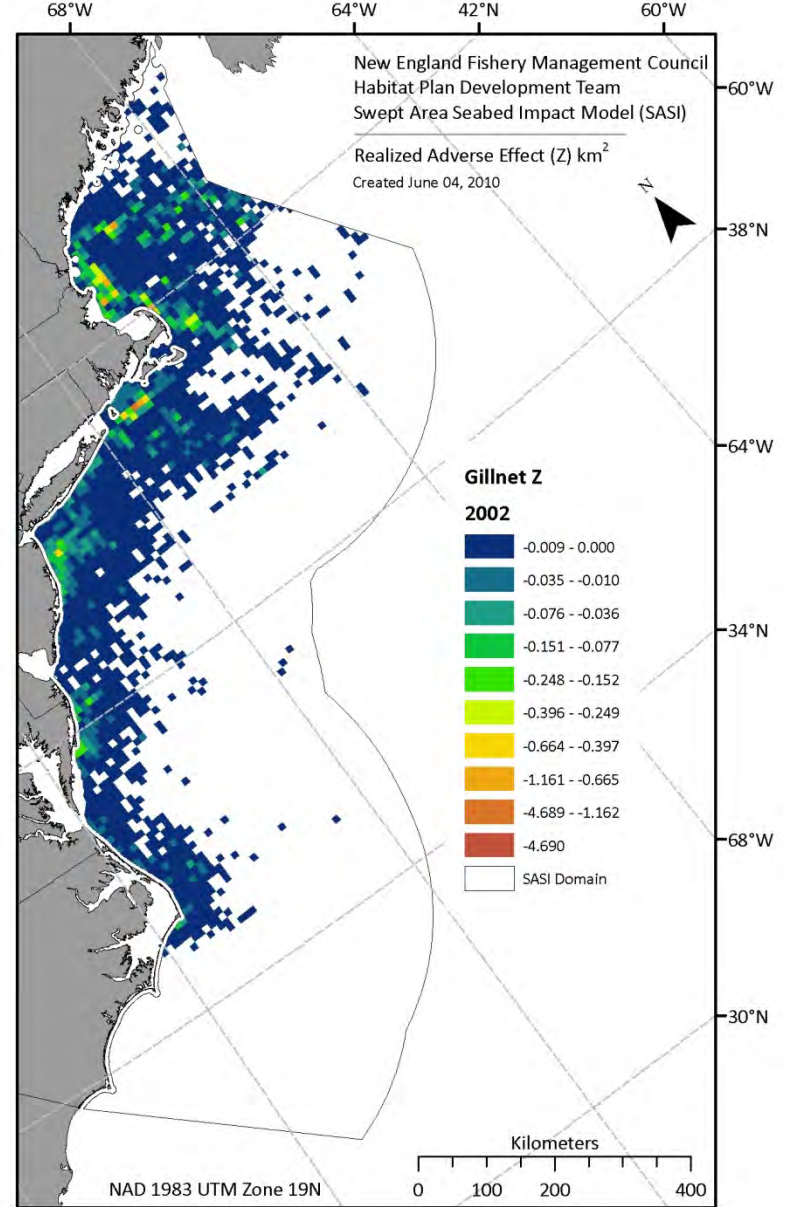 68°W
64°W
42°N
60°W
New England Fishery Management Council
Habitat Plan Development Team
Swept Area Seabed Impact Model (SASI)
Realized Adverse Effect (Z) km²
Created June 04, 2010
N
60°W
38°N
64°W
34°N
68°W
30°N
Gillnet Z
2002
-0.009 - 0.000
-0.035 - -0.010
-0.076 - -0.036
-0.151 - -0.077
-0.248 - -0.152
-0.396 - -0.249
-0.664 - -0.397
-1.161 - -0.665
-4.689 - -1.162
-4.690
SASI Domain
Kilometers
0 100 200 400
NAD 1983 UTM Zone 19N